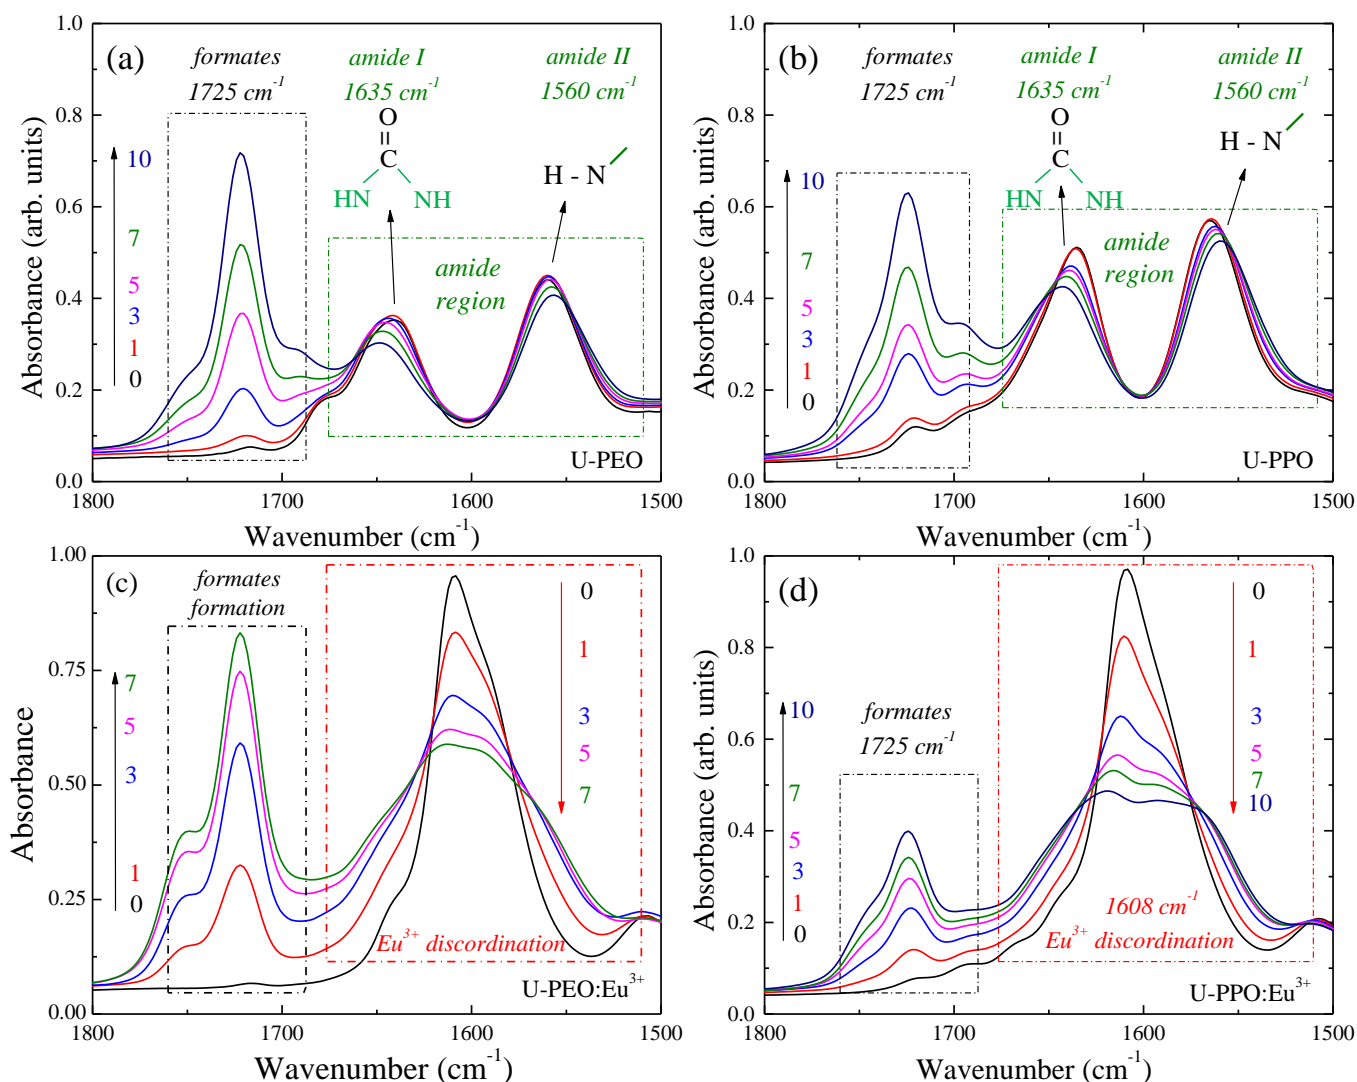 (a)
formates
1725 cm-1
amide I
1635 cm-1
amide II
1560 cm-1
O
C
HN NH
H - N
10
7
5
3
1
0
amide
region
U-PEO
Absorbance (arb. units)
1.0
0.8
0.6
0.4
0.2
0.0
1800 1700 1600 1500
Wavenumber (cm-1)
(b)
formates
1725 cm-1
amide I
1635 cm-1
amide II
1560 cm-1
O
C
HN NH
H - N
10
7
5
3
1
0
amide
region
U-PPO
Absorbance (arb. units)
1.0
0.8
0.6
0.4
0.2
0.0
1800 1700 1600 1500
Wavenumber (cm-1)
(c)
formates
formation
7
5
3
1
0
0
1
3
5
7
Eu3+ discordination
U-PEO:Eu3+
Absorbance
1.00
0.75
0.50
0.25
0.00
1800 1700 1600 1500
Wavenumber (cm-1)
(d)
formates
1725 cm-1
10
7
5
3
1
0
0
1
3
5
7
10
1608 cm-1
Eu3+ discordination
U-PPO:Eu3+
Absorbance (arb. units)
1.0
0.8
0.6
0.4
0.2
0.0
1800 1700 1600 1500
Wavenumber (cm-1)